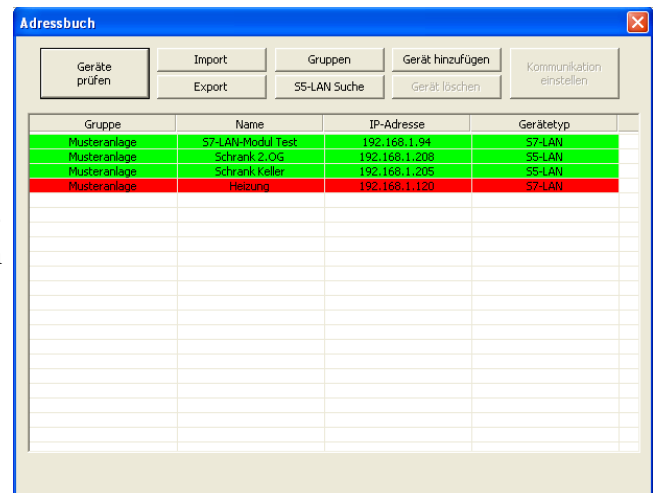 Adressbuch
Geräte prüfen
Import
Gruppen
Gerät hinzufügen
Kommunikation einstellen
Export
S5-LAN Suche
Gerät löschen
Gruppe Name IP-Adresse Gerätetyp
Musteranlage S7-LAN-Modul Test 192.168.1.94 S7-LAN
Musteranlage Schrank 2.OG 192.168.1.208 S5-LAN
Musteranlage Schrank Keller 192.168.1.205 S5-LAN
Musteranlage Heizung 192.168.1.120 S7-LAN